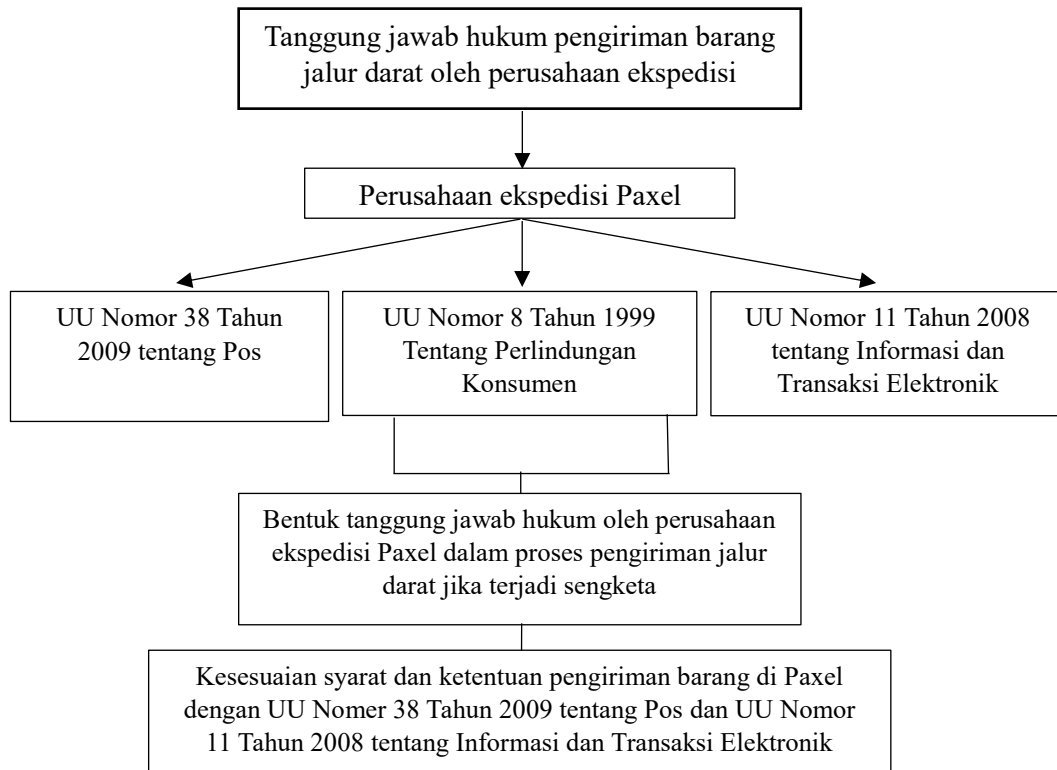 Tanggung jawab hukum pengiriman barang
jalur darat oleh perusahaan ekspedisi
Perusahaan ekspedisi Paxel
UU Nomor 38 Tahun
2009 tentang Pos
UU Nomor 8 Tahun 1999
Tentang Perlindungan
Konsumen
UU Nomor 11 Tahun 2008
tentang Informasi dan
Transaksi Elektronik
Bentuk tanggung jawab hukum oleh perusahaan
ekspedisi Paxel dalam proses pengiriman jalur
darat jika terjadi sengketa
Kesesuaian syarat dan ketentuan pengiriman barang di Paxel
dengan UU Nomer 38 Tahun 2009 tentang Pos dan UU Nomor
11 Tahun 2008 tentang Informasi dan Transaksi Elektronik